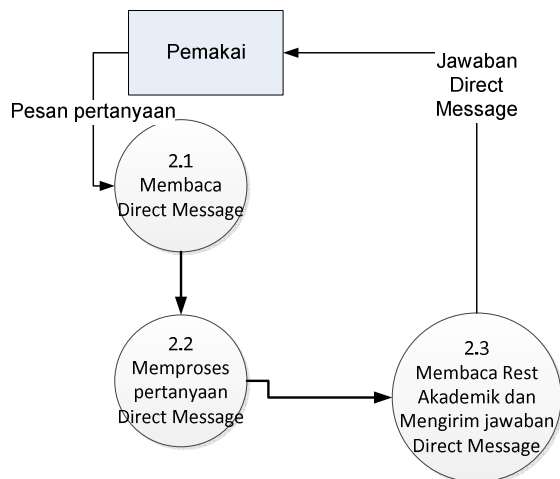 Pemakai
Jawaban
Direct
Message
Pesan pertanyaan
2.1
Membaca
Direct Message
2.2
Memproses
pertanyaan
Direct Message
2.3
Membaca Rest
Akademik dan
Mengirim jawaban
Direct Message